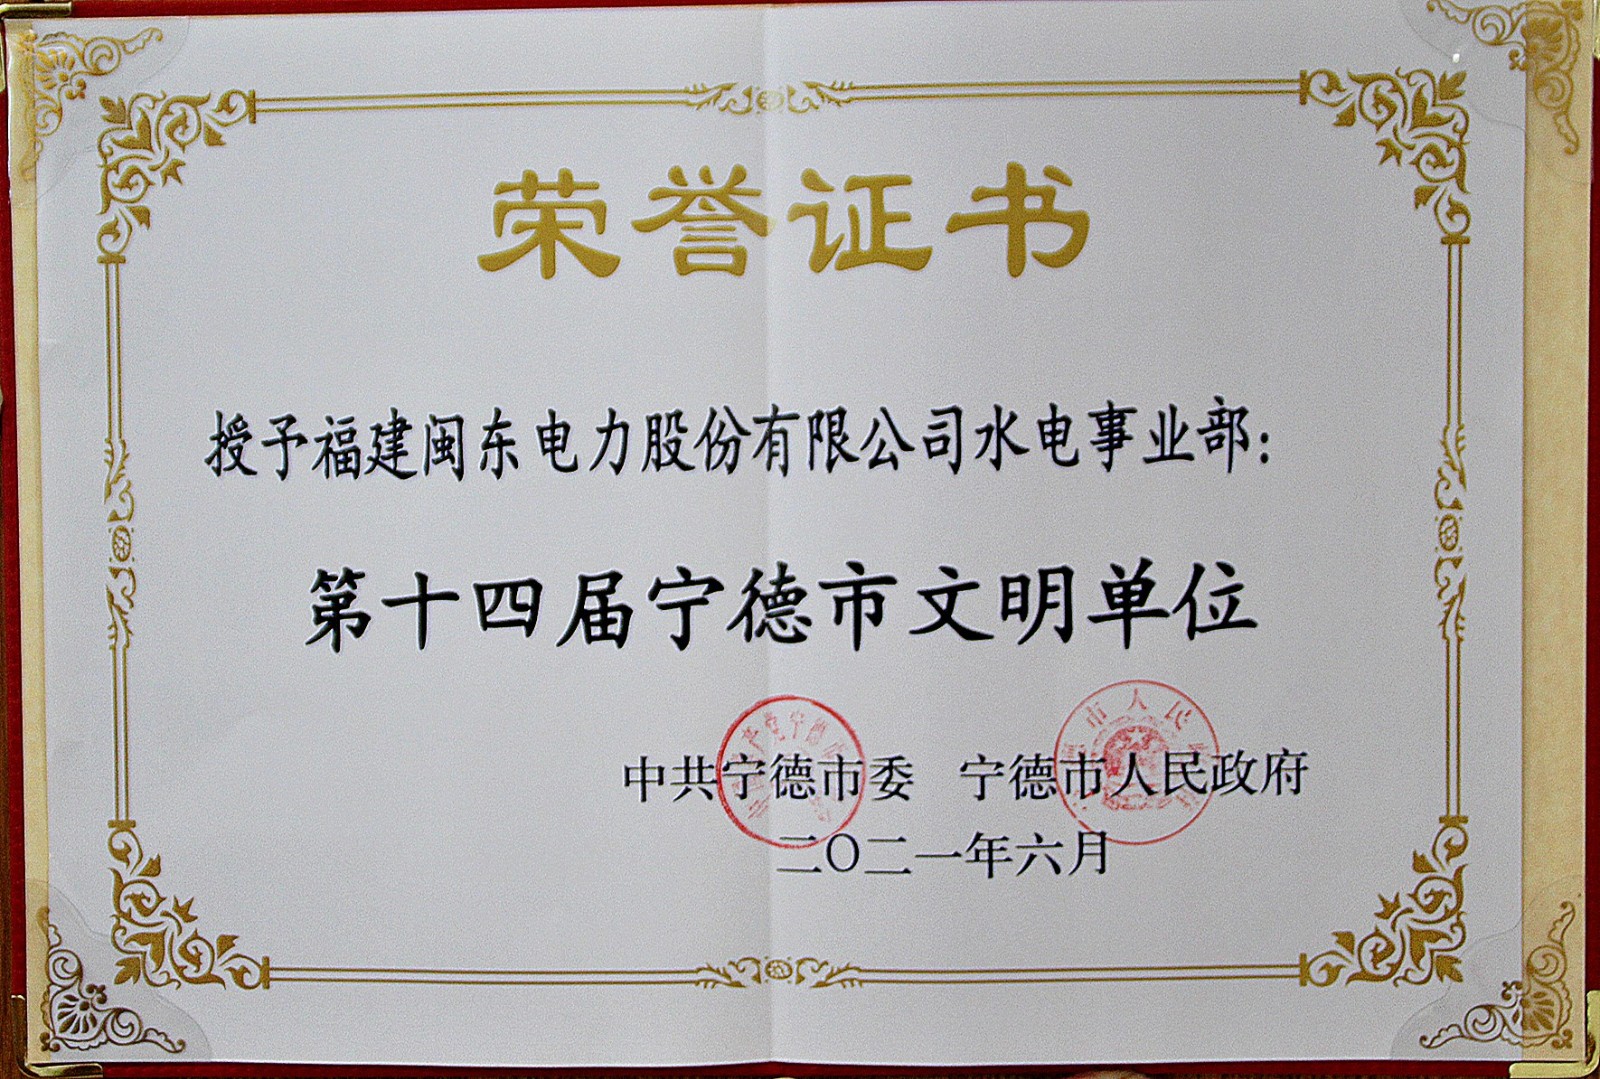 荣誉证书
授予福建闽东电力股份有限公司水电事业部：
第十四届宁德市文明单位
中共宁德市委 宁德市人民政府
二〇二一年六月